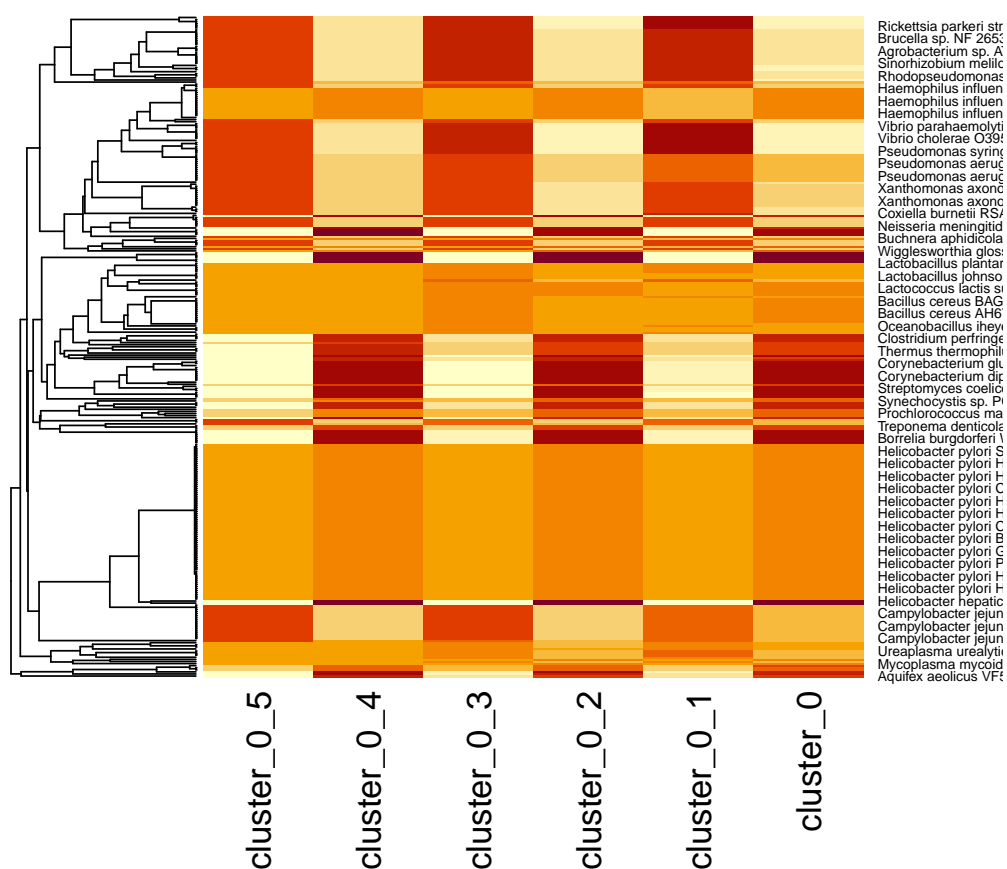 Rickettsia parkeri str
Brucella sp. NF 2653
Agrobacterium sp. A
Sinorhizobium melilo
Rhodopseudomonas
Haemophilus influen
Haemophilus influen
Haemophilus influen
Vibrio parahaemolyti
Vibrio cholerae O395
Pseudomonas syring
Pseudomonas aerug
Pseudomonas aerug
Xanthomonas axono
Xanthomonas axono
Coxiella burnetii RSA
Neisseria meningitid
Buchnera aphidicola
Wigglesworthia gloss
Lactobacillus plantar
Lactobacillus johnso
Lactococcus lactis su
Bacillus cereus BAG
Bacillus cereus AH67
Oceanobacillus iheye
Clostridium perfringe
Thermus thermophilu
Corynebacterium glu
Corynebacterium dip
Streptomyces coelico
Synechocystis sp. PC
Prochlorococcus ma
Treponema denticola
Borrelia burgdorferi
Helicobacter pylori S
Helicobacter pylori H
Helicobacter pylori H
Helicobacter pylori C
Helicobacter pylori H
Helicobacter pylori H
Helicobacter pylori C
Helicobacter pylori B
Helicobacter pylori G
Helicobacter pylori P
Helicobacter pylori H
Helicobacter pylori H
Helicobacter hepatic
Campylobacter jejun
Campylobacter jejun
Campylobacter jejun
Ureaplasma urealytic
Mycoplasma mycoid
Aquifex aeolicus VF5
cluster_0_5
cluster_0_4
cluster_0_3
cluster_0_2
cluster_0_1
cluster_0